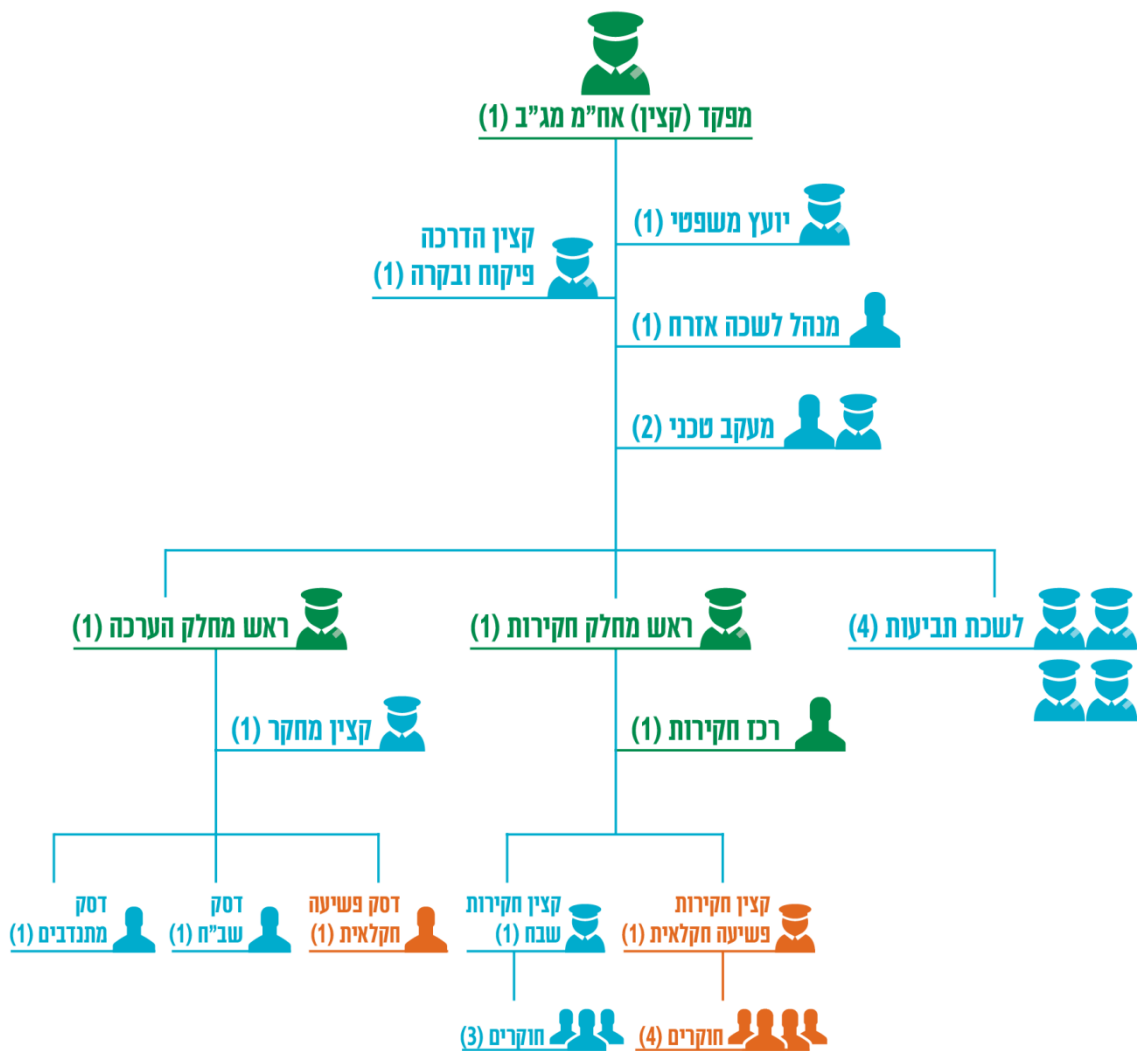 מפקד (קצין) אח"מ מג"ב (1)
יועץ משפטי (1)
קצין הדרכה
פיקוח ובקרה (1)
מנהל לשכה אזרח (1)
מעקב טכני (2)
לשכת תביעות (4)
ראש מחלק חקירות (1)
ראש מחלק הערכה (1)
רכז חקירות (1)
קצין מחקר (1)
קצין חקירות
פשיעה חקלאית (1)
קצין חקירות
שבח (1)
דסק פשיעה
חקלאית (1)
דסק
שב"ח (1)
דסק
מתנדבים (1)
חוקרים (4)
חוקרים (3)